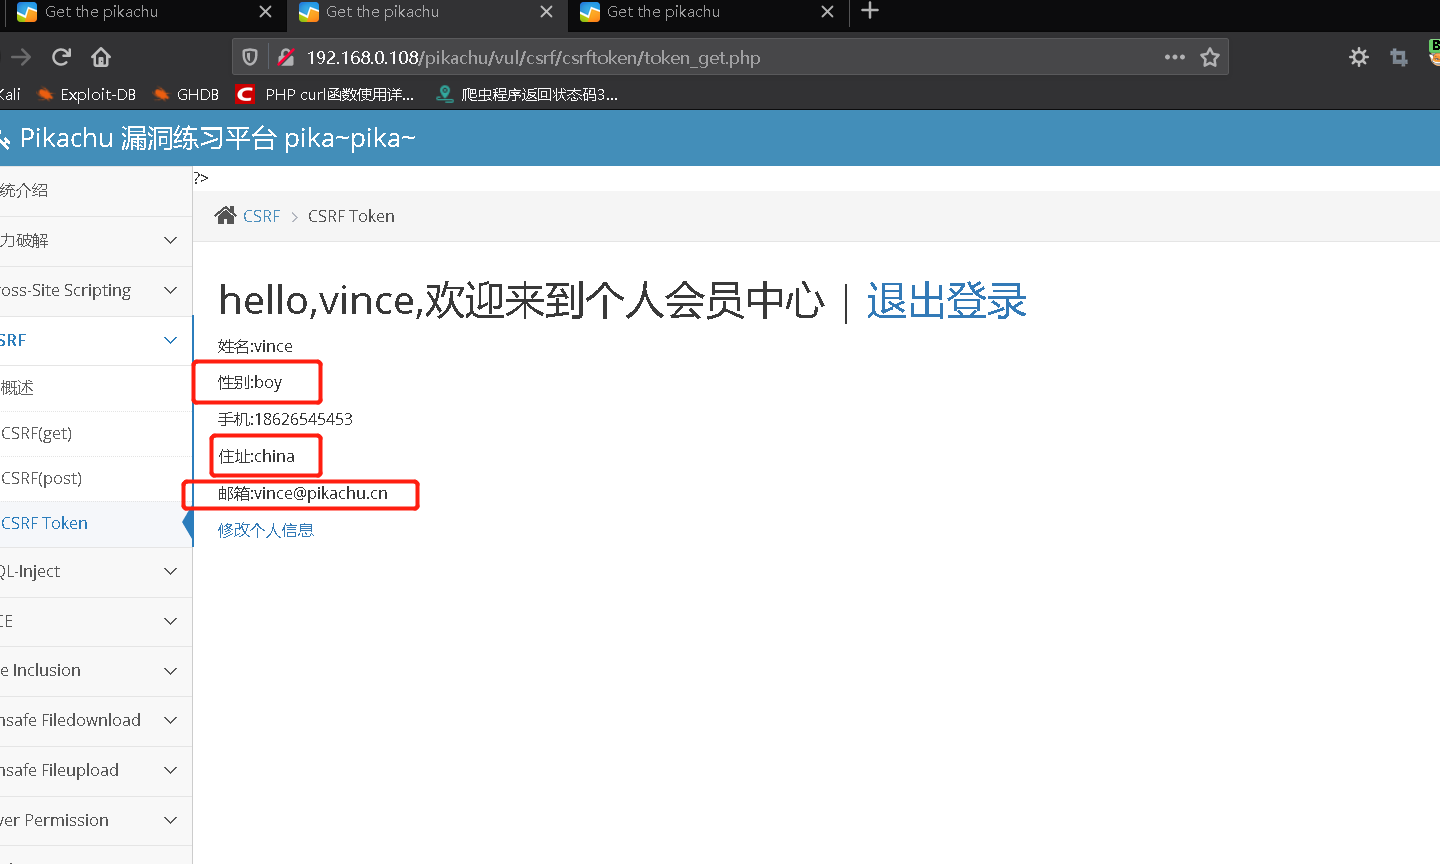 Get the pikachu
Get the pikachu
Get the pikachu
192.168.0.108/pikachu/vul/csrf/csrftoken/token_get.php
Kali
Exploit-DB
GHDB
PHP curl函数使用详...
爬虫程序返回状态码3...
Pikachu 漏洞练习平台 pika~pika~
?>
统介绍
力破解
ross-Site Scripting
SRF
概述
CSRF(get)
CSRF(post)
CSRF Token
QL-Inject
CE
e Inclusion
nsafe Filedownload
nsafe Fileupload
ver Permission
CSRF
CSRF Token
hello,vince,欢迎来到个人会员中心 | 退出登录
姓名:vince
性别:boy
手机:18626545453
住址:china
邮箱:vince@pikachu.cn
修改个人信息